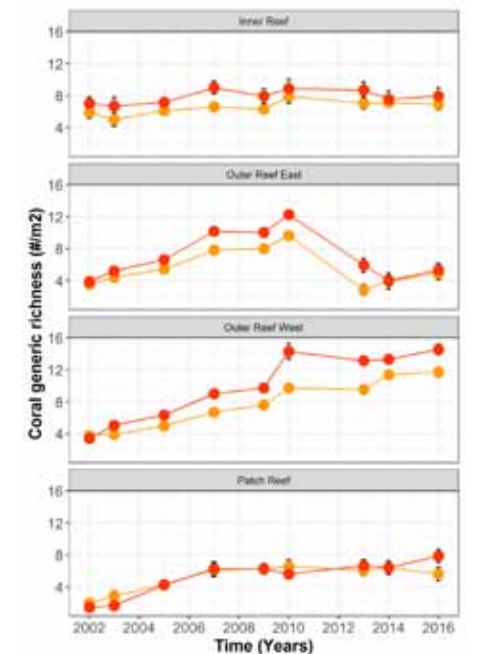 Inner Reef
16
12
8
4
Outer Reef East
16
12
8
4
Outer Reef West
16
12
8
4
Patch Reef
16
12
8
4
Coral generic richness (#/m2)
2002 2004 2006 2008 2010 2012 2014 2016
Time (Years)